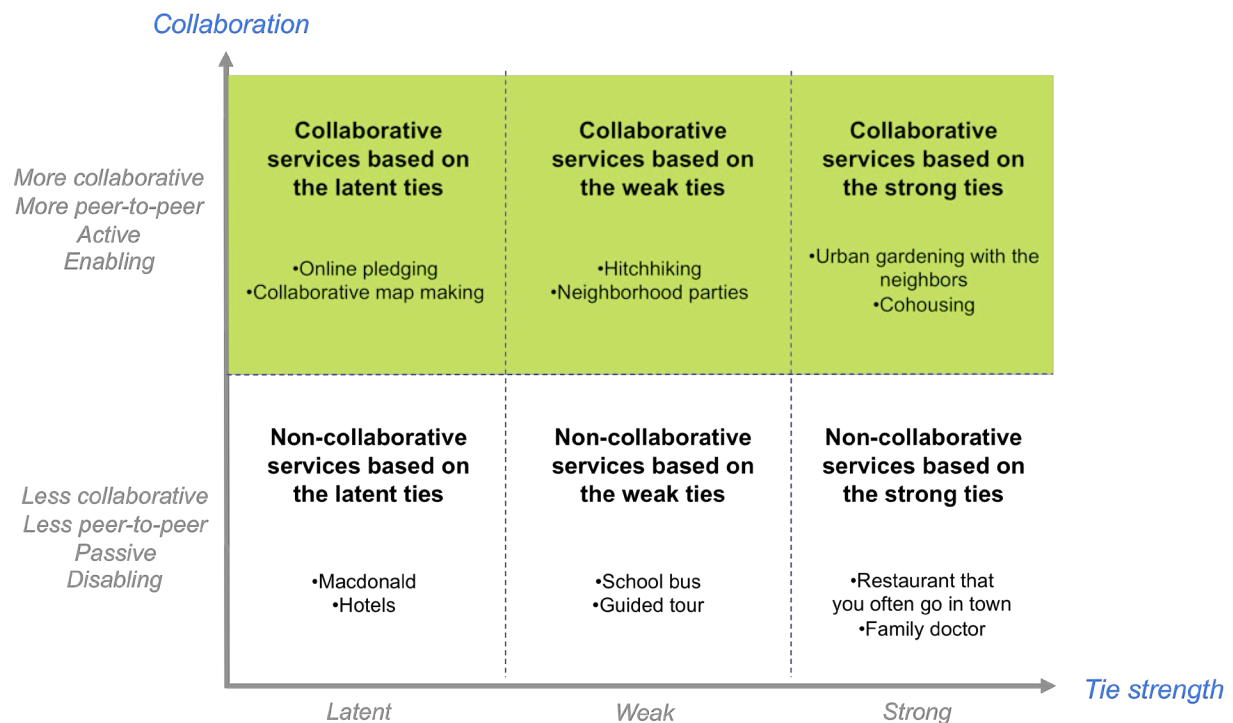 Collaboration
More collaborative
More peer-to-peer
Active
Enabling
Collaborative
services based on
the latent ties
•Online pledging
•Collaborative map making
Collaborative
services based on
the weak ties
•Hitchhiking
•Neighborhood parties
Collaborative
services based on
the strong ties
•Urban gardening with the
neighbors
•Cohousing
Less collaborative
Less peer-to-peer
Passive
Disabling
Non-collaborative
services based on
the latent ties
•Macdonald
•Hotels
Non-collaborative
services based on
the weak ties
•School bus
•Guided tour
Non-collaborative
services based on
the strong ties
•Restaurant that
you often go in town
•Family doctor
Tie strength
Latent
Weak
Strong